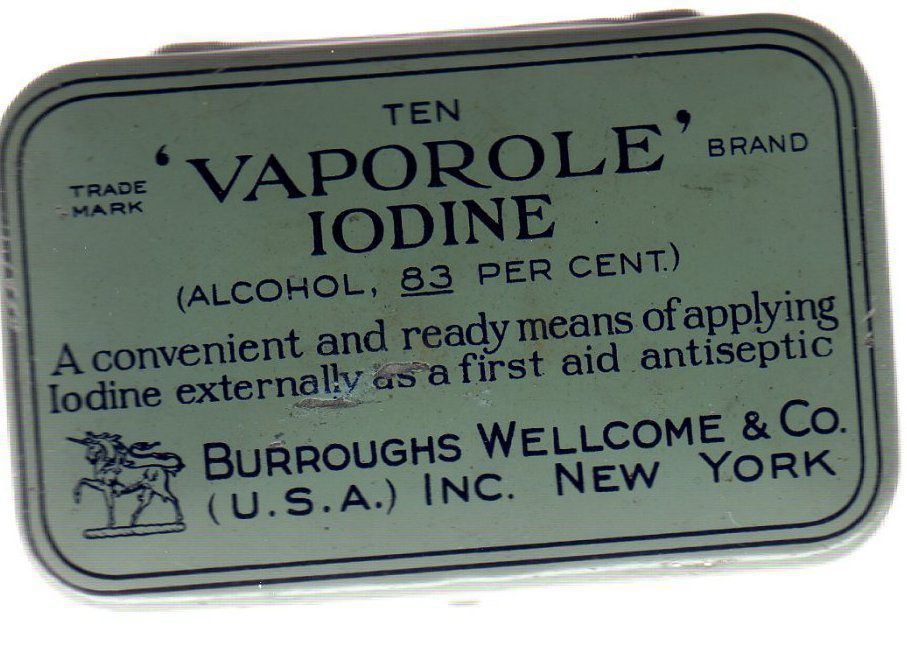 TEN
TRADE MARK 'VAPOROLE' BRAND
IODINE
(ALCOHOL, 83 PER CENT.)
A convenient and ready means of applying
Iodine externally as a first aid antiseptic
BURROUGHS WELLCOME & CO.
(U.S.A.) INC. NEW YORK